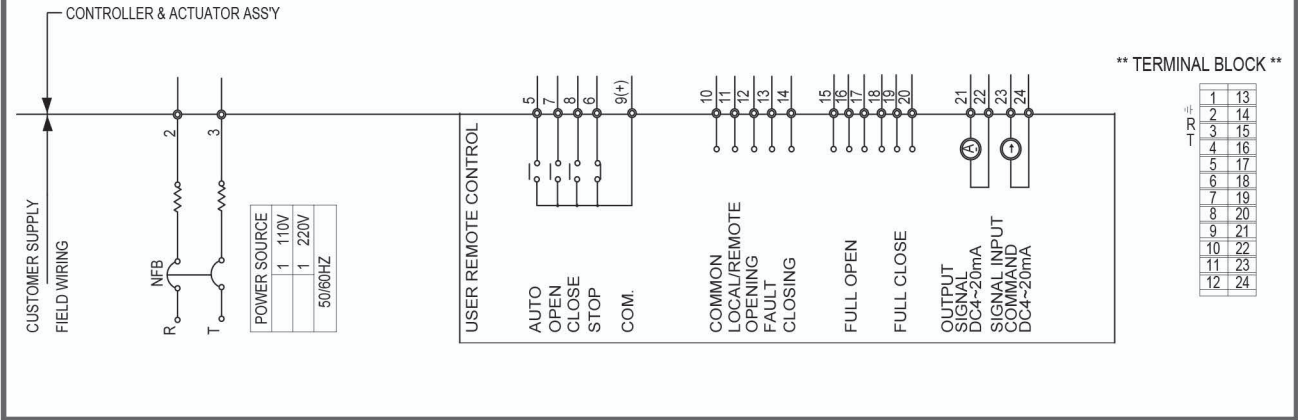 CONTROLLER & ACTUATOR ASS'Y
** TERMINAL BLOCK **
1 13
2 14
R 3 15
T 4 16
5 17
6 18
7 19
8 20
9 21
10 22
11 23
12 24
CUSTOMER SUPPLY
FIELD WIRING
2
3
NFB
R
T
POWER SOURCE
1 110V
1 220V
50/60HZ
USER REMOTE CONTROL
5
7
8
6
9(+)
AUTO
OPEN
CLOSE
STOP
COM.
10
11
12
13
14
COMMON
LOCAL/REMOTE
OPENING
FAULT
CLOSING
15
16
17
18
19
20
FULL OPEN
FULL CLOSE
21
22
23
24
A
OUTPUT
SIGNAL
DC4~20mA
SIGNAL INPUT
COMMAND
DC4~20mA